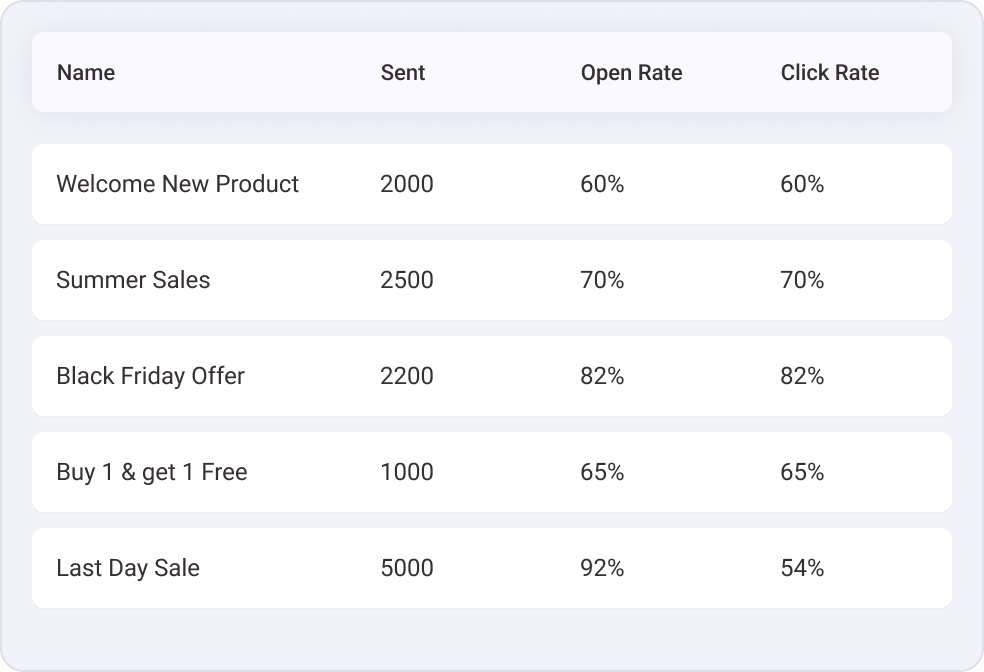 Name Sent Open Rate Click Rate
Welcome New Product 2000 60% 60%
Summer Sales 2500 70% 70%
Black Friday Offer 2200 82% 82%
Buy 1 & get 1 Free 1000 65% 65%
Last Day Sale 5000 92% 54%